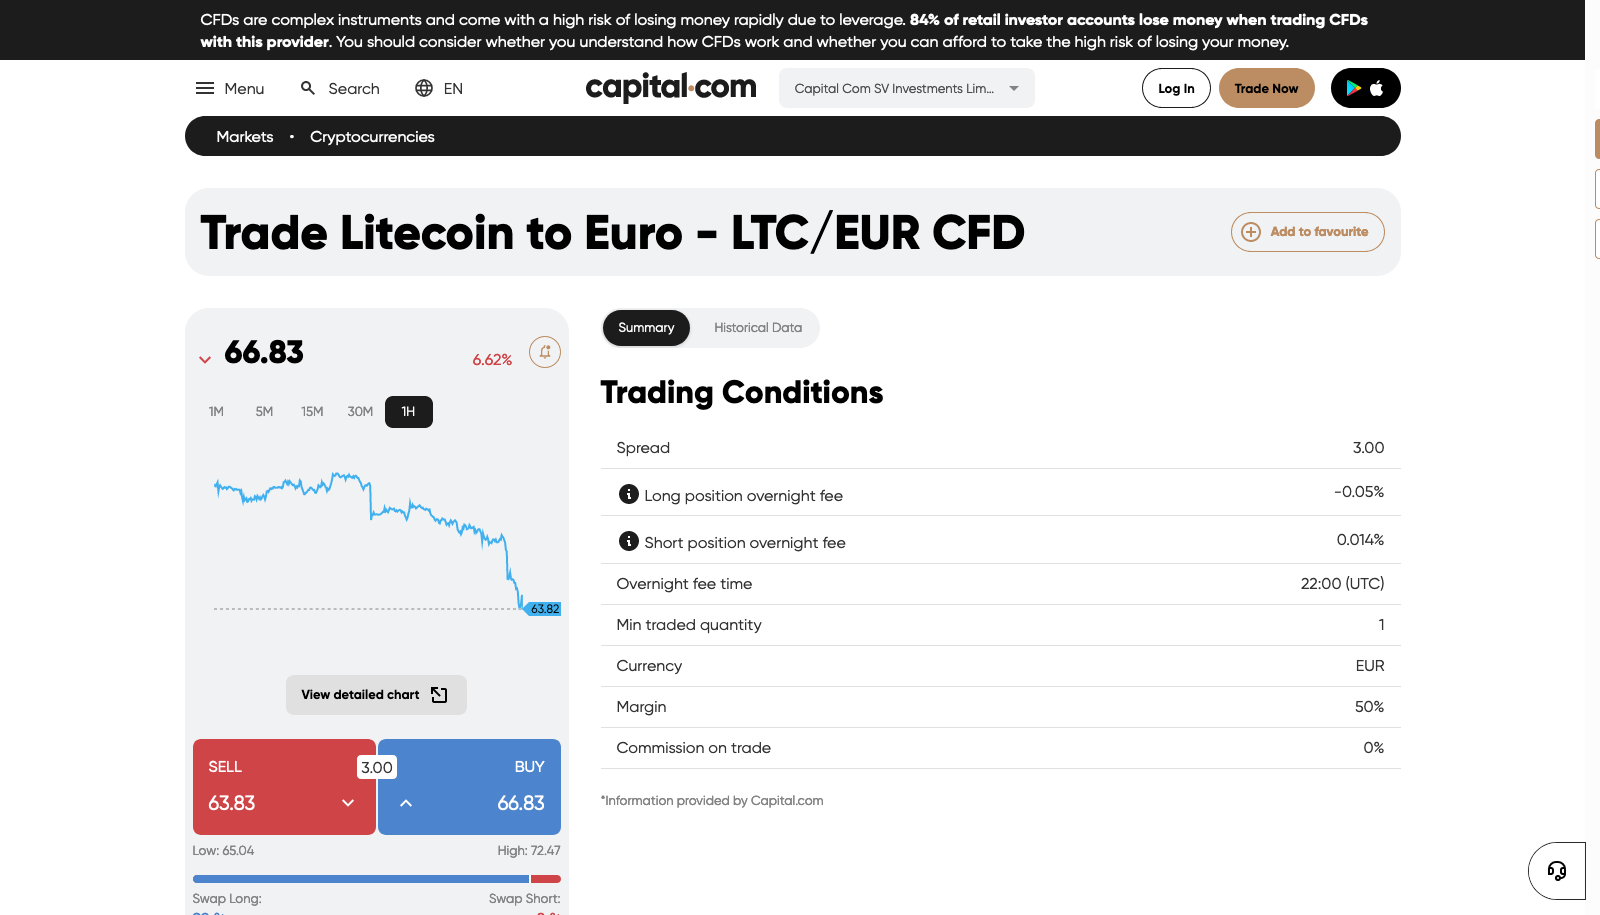 CFDs are complex instruments and come with a high risk of losing money rapidly due to leverage. 84% of retail investor accounts lose money when trading CFDs
with this provider. You should consider whether you understand how CFDs work and whether you can afford to take the high risk of losing your money.
Menu Search EN capital.com Capital Com SV Investments Lim... Log In Trade Now
Markets • Cryptocurrencies
Trade Litecoin to Euro - LTC/EUR CFD Add to favourite
66.83 6.62%
1M 5M 15M 30M 1H
63.82
View detailed chart
SELL 3.00 BUY
63.83 66.83
Low: 65.04 High: 72.47
Swap Long: Swap Short:
Summary Historical Data
Trading Conditions
Spread 3.00
Long position overnight fee -0.05%
Short position overnight fee 0.014%
Overnight fee time 22:00 (UTC)
Min traded quantity 1
Currency EUR
Margin 50%
Commission on trade 0%
*Information provided by Capital.com